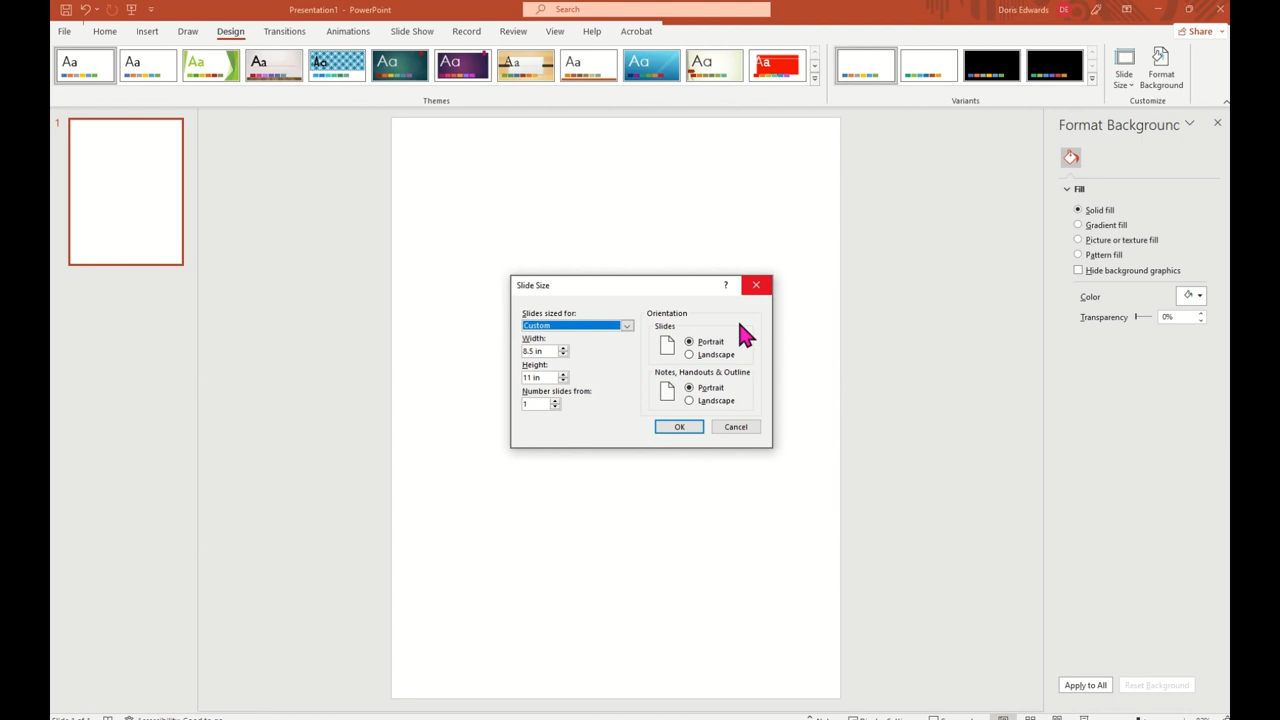 Presentation1 - PowerPoint
Search
Doris Edwards
DE
File
Home
Insert
Draw
Design
Transitions
Animations
Slide Show
Record
Review
View
Help
Acrobat
Share
Aa
Aa
Aa
Aa
Aa
Aa
Aa
Aa
Aa
Aa
Aa
Aa
Slide
Size
Format
Background
Themes
Variants
Customize
1
Format Background
Fill
Solid fill
Gradient fill
Picture or texture fill
Pattern fill
Hide background graphics
Color
Transparency
0%
Slide Size
?
Slides sized for:
Custom
Width:
8.5 in
Height:
11 in
Number slides from:
1
Orientation
Slides
Portrait
Landscape
Notes, Handouts & Outline
Portrait
Landscape
OK
Cancel
Apply to All
Reset Background